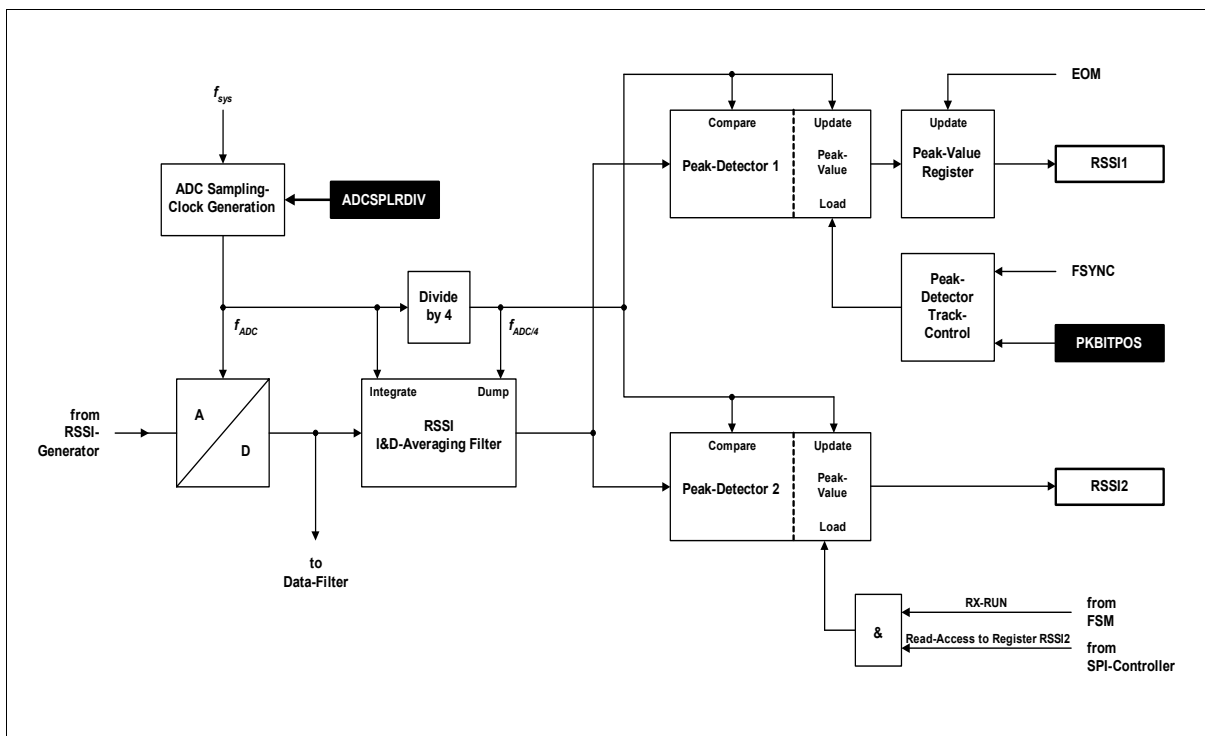 f_sys
ADC Sampling-
Clock Generation
ADCSPLRDIV
Divide
by 4
f_ADC
f_ADC/4
from
RSSI-
Generator
A
D
Integrate
Dump
RSSI
I&D-Averaging Filter
to
Data-Filter
Compare
Update
Peak-Detector 1
Peak-
Value
Load
EOM
Update
Peak-Value
Register
RSSI1
Peak-
Detector
Track-
Control
FSYNC
PKBITPOS
Compare
Update
Peak-Detector 2
Peak-
Value
Load
RSSI2
&
RX-RUN
from
FSM
Read-Access to Register RSSI2
from
SPI-Controller